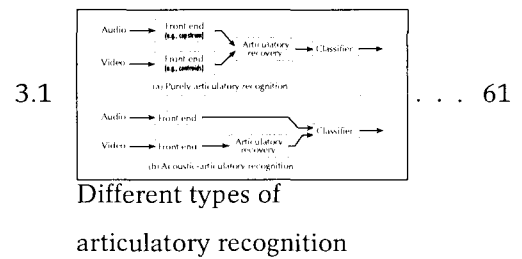 Audio Front end
(e.g., cepstrum)
Articulatory
recovery
Classifier
Video Front end
(e.g., centroids)
(a) Purely articulatory recognition
3.1 . . . 61
Audio Front end
Classifier
Video Front end Articulatory
recovery
(b) Acoustic-articulatory recognition
Different types of
articulatory recognition